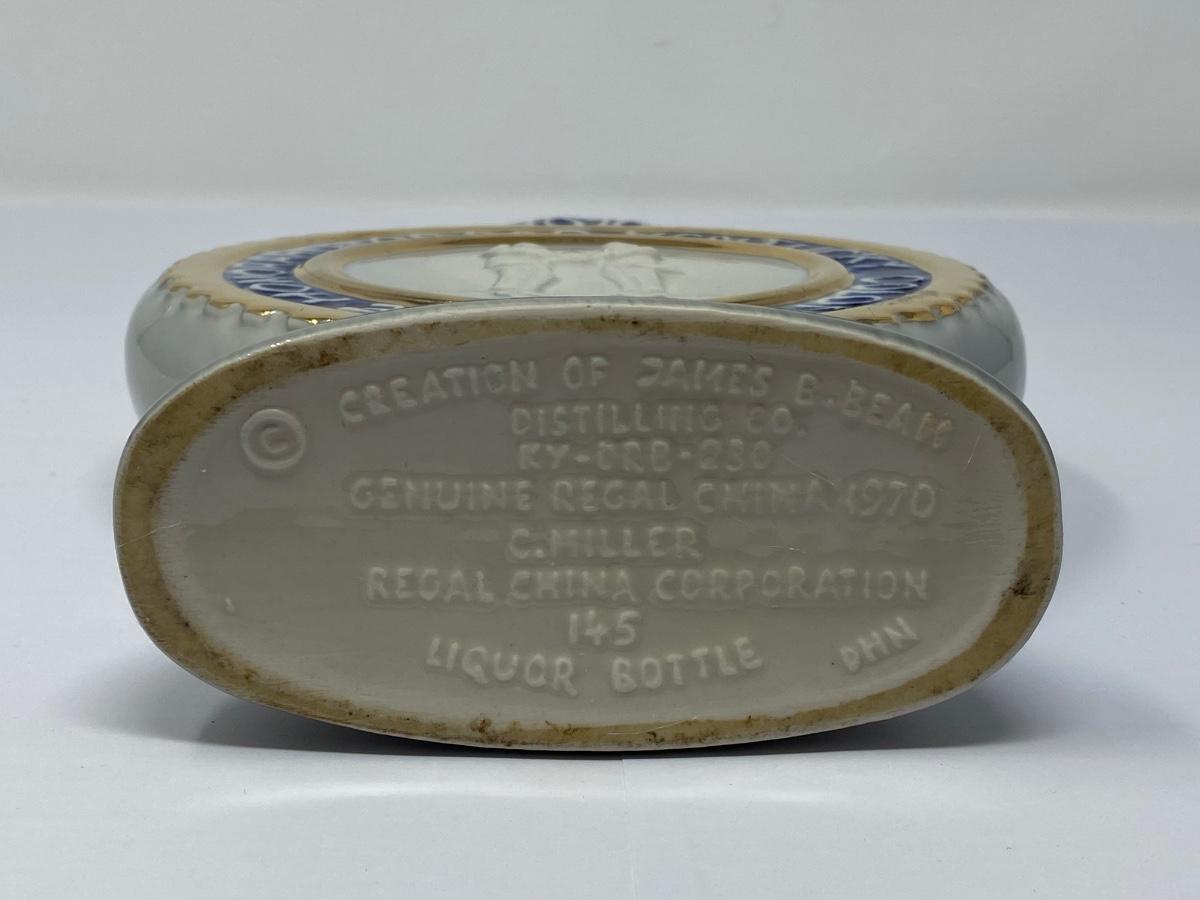 © CREATION OF JAMES B. BEAM
DISTILLING CO.
KY-DRB-230
GENUINE REGAL CHINA 1970
C. MILLER
REGAL CHINA CORPORATION
145
LIQUOR BOTTLE DHN